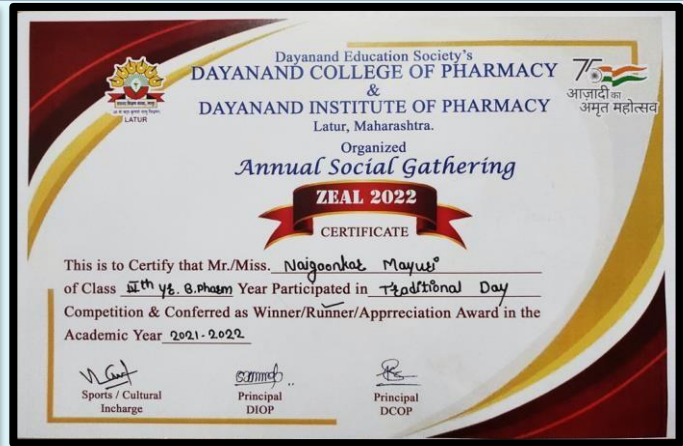 Dayanand Education Society's
DAYANAND COLLEGE OF PHARMACY
&
DAYANAND INSTITUTE OF PHARMACY
Latur, Maharashtra.
LATUR
75
आज़ादी का
अमृत महोत्सव
Organized
Annual Social Gathering
ZEAL 2022
CERTIFICATE
This is to Certify that Mr./Miss. Naigaonkar Mayuri
of Class IVth yr. B.pharm Year Participated in Traditional Day
Competition & Conferred as Winner/Runner/Apprreciation Award in the
Academic Year 2021-2022
Sports / Cultural
Incharge
Principal
DIOP
Principal
DCOP